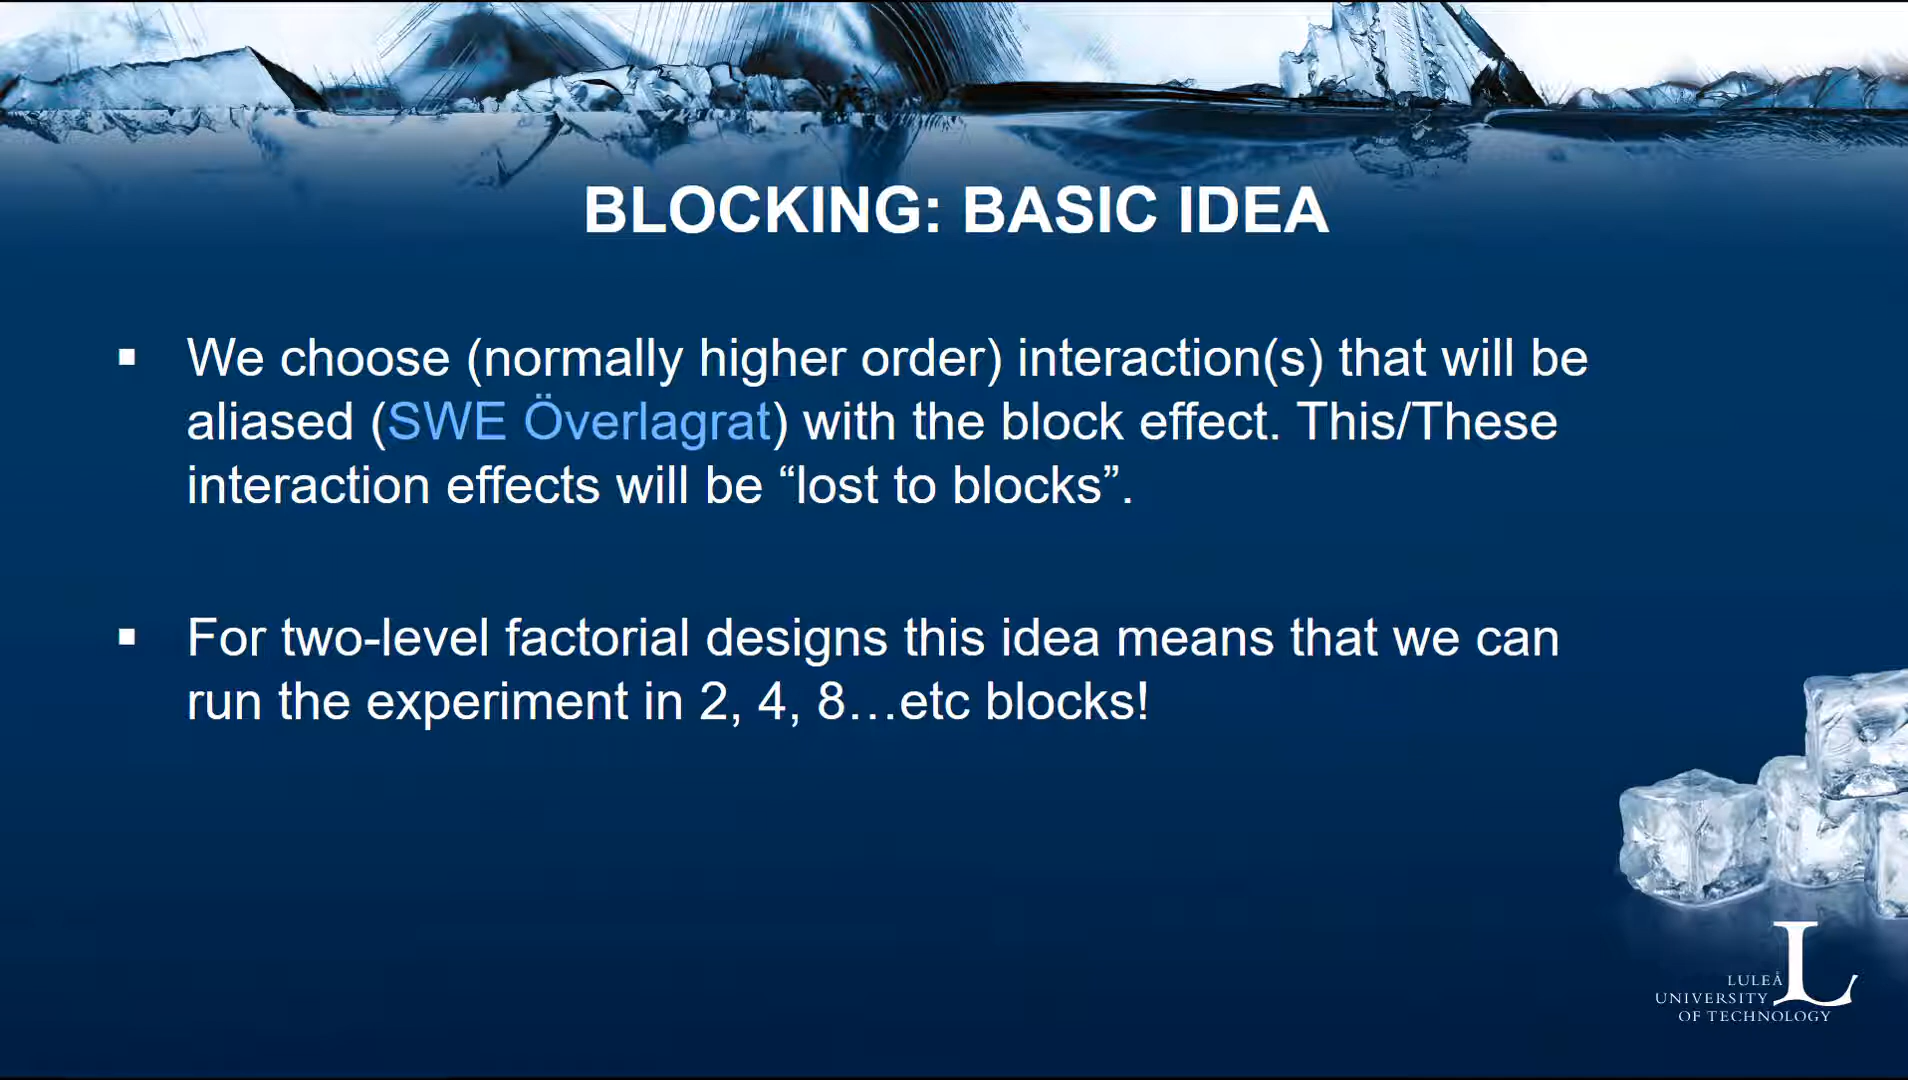 BLOCKING: BASIC IDEA
▪ We choose (normally higher order) interaction(s) that will be
aliased (SWE Överlagrat) with the block effect. This/These
interaction effects will be “lost to blocks”.
▪ For two-level factorial designs this idea means that we can
run the experiment in 2, 4, 8…etc blocks!
L
LULEÅ
UNIVERSITY
OF TECHNOLOGY